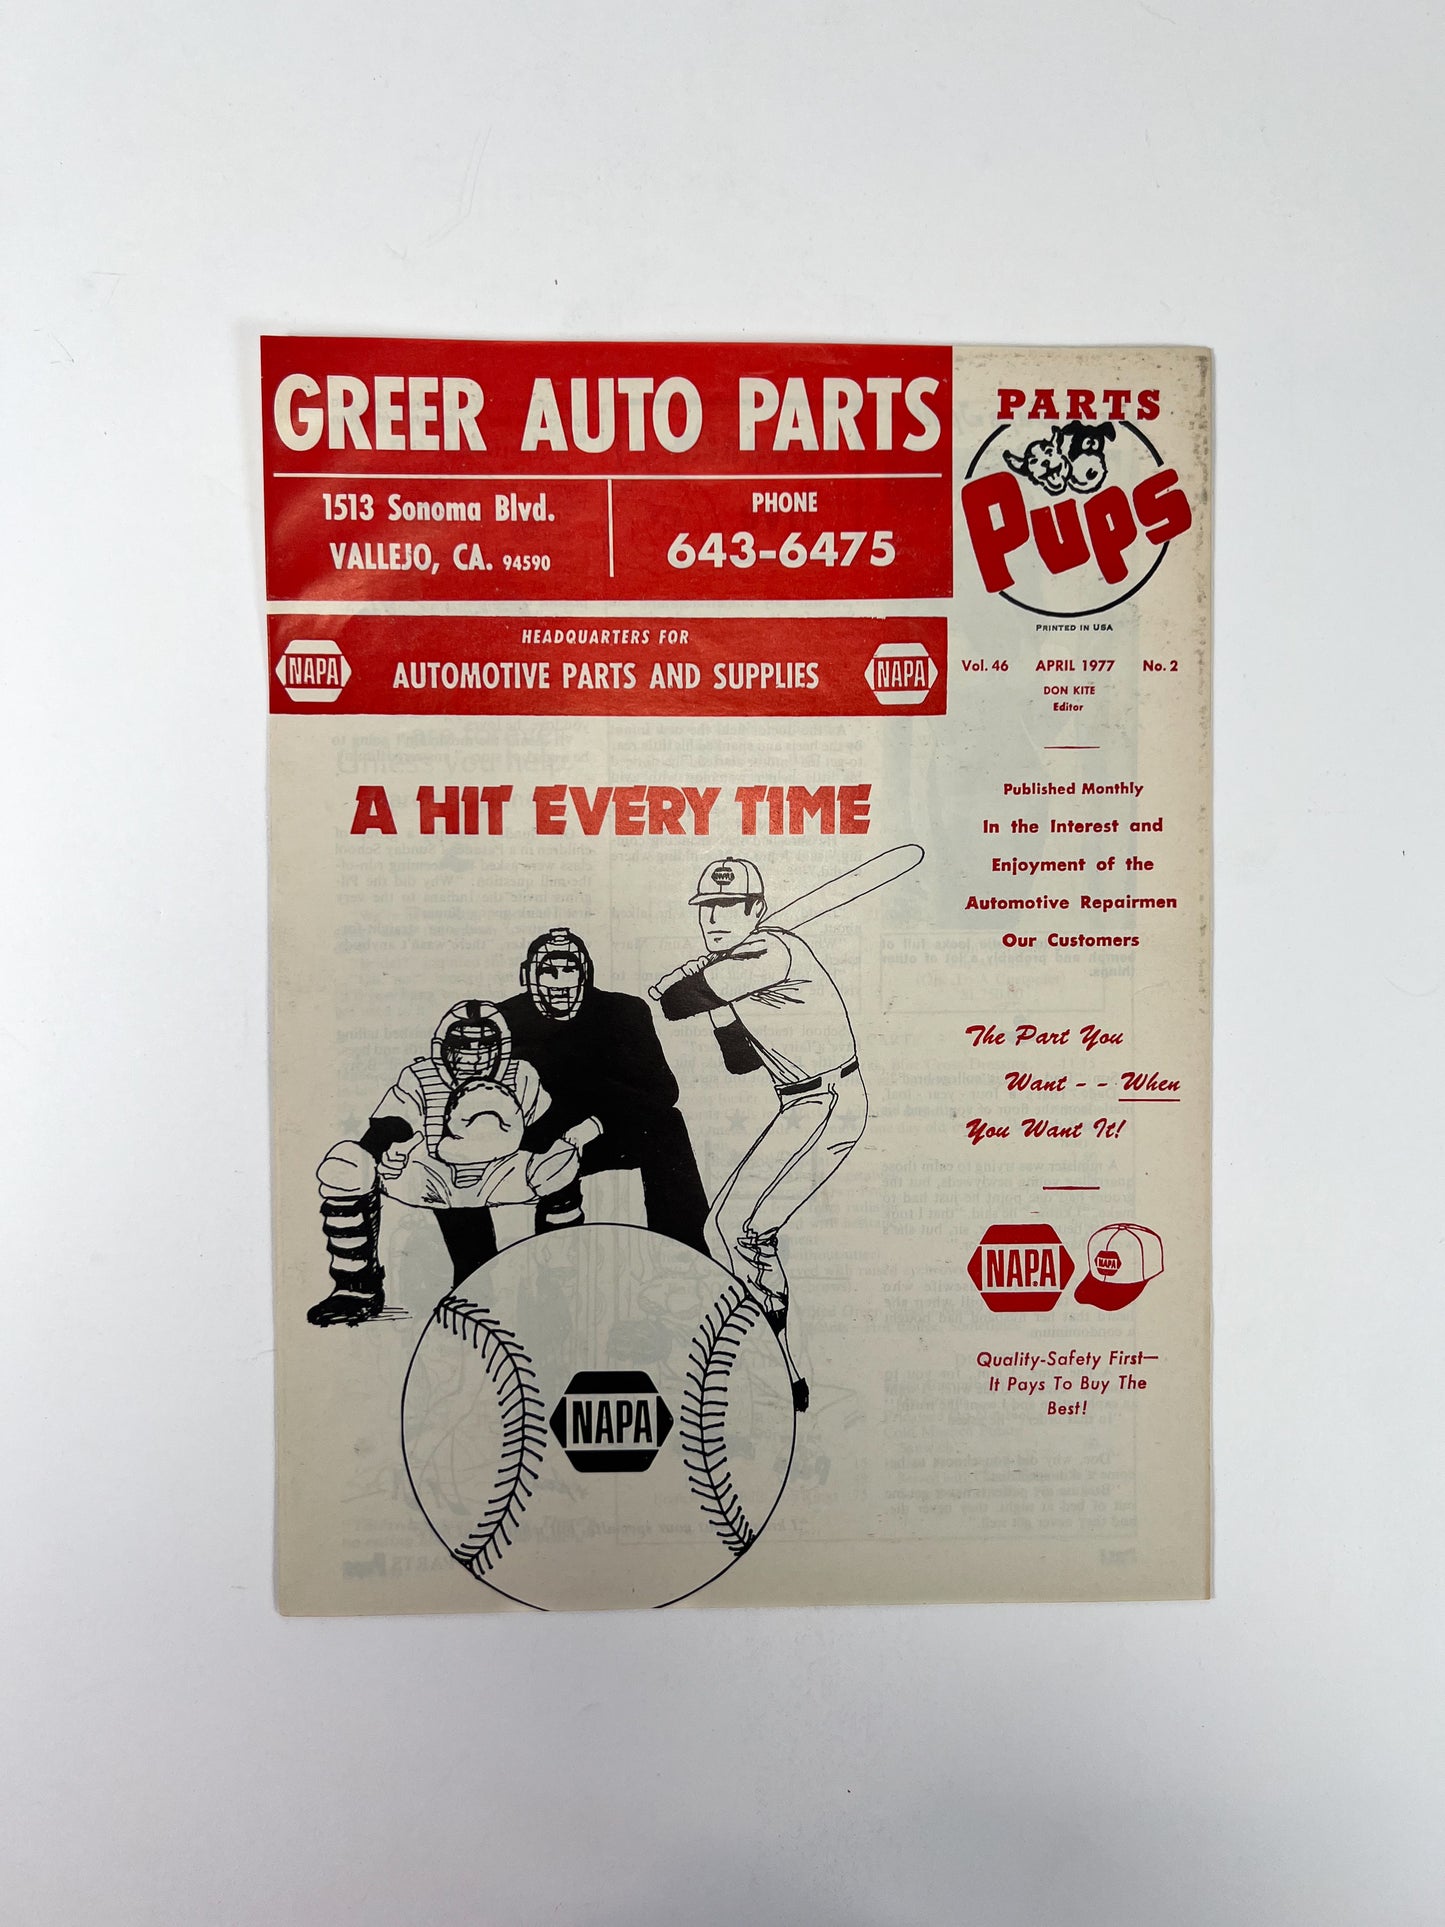 GREER AUTO PARTS
1513 Sonoma Blvd.
VALLEJO, CA. 94590
PHONE
643-6475
HEADQUARTERS FOR
NAPA
AUTOMOTIVE PARTS AND SUPPLIES
NAPA
PARTS
Pups
PRINTED IN USA
Vol. 46 APRIL 1977 No. 2
DON KITE
Editor
Published Monthly
In the Interest and
Enjoyment of the
Automotive Repairmen
Our Customers
The Part You
Want - - When
You Want It!
NAPA
NAPA
Quality-Safety First—
It Pays To Buy The
Best!
A HIT EVERY TIME
NAPA
NAPA